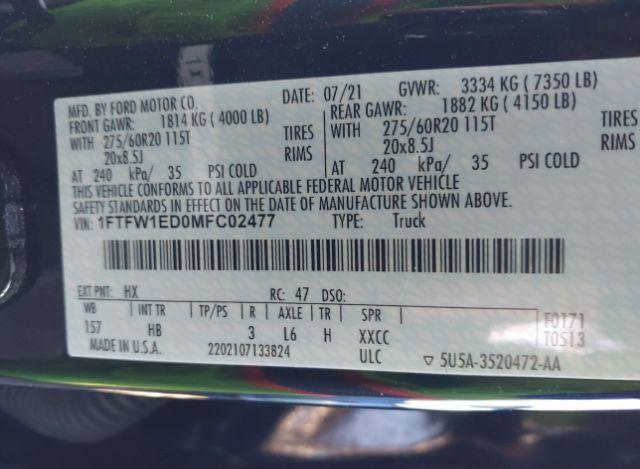 MFD. BY FORD MOTOR CO. DATE: 07/21 GVWR: 3334 KG ( 7350 LB)
FRONT GAWR: 1814 KG ( 4000 LB) REAR GAWR: 1882 KG ( 4150 LB)
WITH 275/60R20 115T TIRES WITH 275/60R20 115T TIRES
20x8.5J RIMS 20x8.5J RIMS
AT 240 kPa/ 35 PSI COLD AT 240 kPa/ 35 PSI COLD
THIS VEHICLE CONFORMS TO ALL APPLICABLE FEDERAL MOTOR VEHICLE
SAFETY STANDARDS IN EFFECT ON THE DATE OF MANUFACTURE SHOWN ABOVE.
VIN: 1FTFW1ED0MFC02477 TYPE: Truck
EXT PNT: HX RC: 47 DSO:
WB INT TR TP/PS R AXLE TR SPR
157 HB 3 L6 H XXCC
F0171
T0513
MADE IN U.S.A. 2202107133824 ULC ▽ 5U5A-3520472-AA